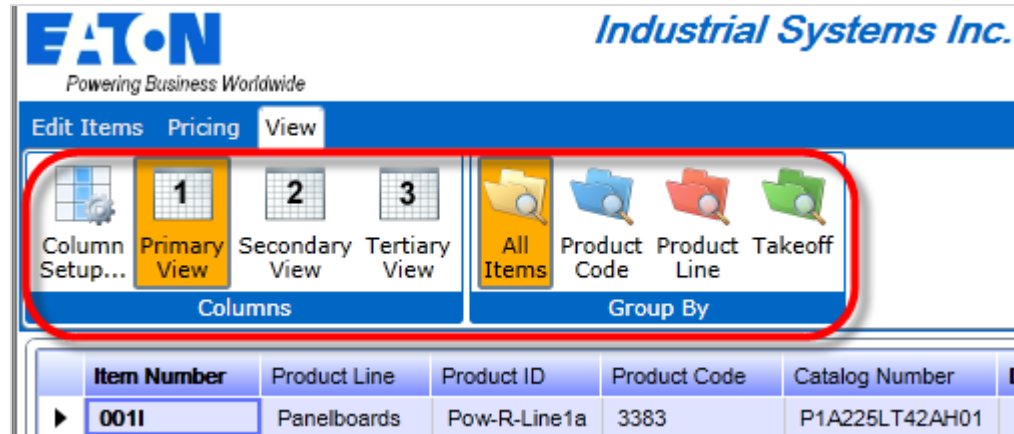 EATON
Industrial Systems Inc.
Powering Business Worldwide
Edit Items Pricing View
1 2 3
Column Setup... Primary View Secondary View Tertiary View All Items Product Code Product Line Takeoff
Columns Group By
Item Number Product Line Product ID Product Code Catalog Number
001I Panelboards Pow-R-Line1a 3383 P1A225LT42AH01